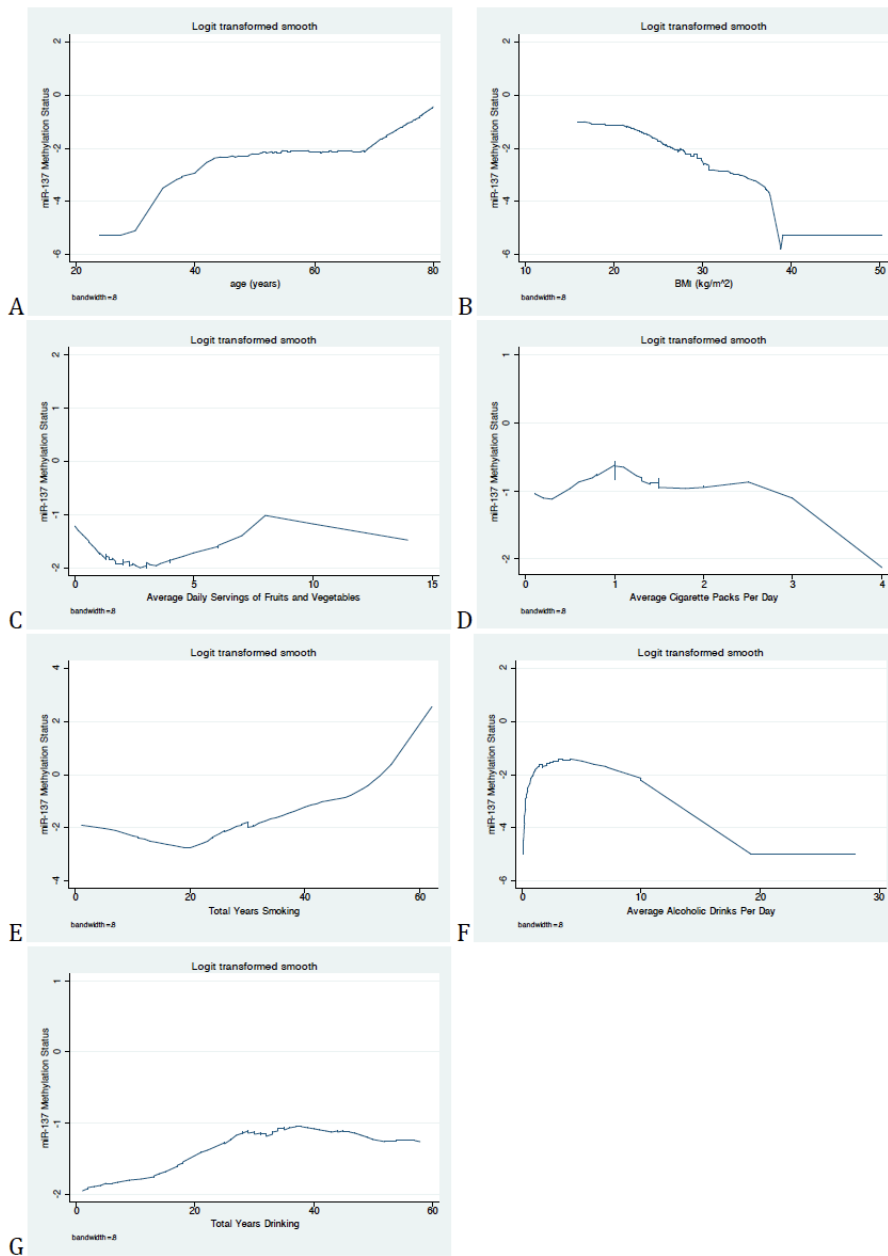 Logit transformed smooth
miR-137 Methylation Status
2
0
-2
-4
-6
20 40 60 80
age (years)
bandwidth=.8
A
Logit transformed smooth
miR-137 Methylation Status
2
0
-2
-4
-6
10 20 30 40 50
BMI (kg/m^2)
bandwidth=.8
B
Logit transformed smooth
miR-137 Methylation Status
2
1
0
-1
-2
0 5 10 15
Average Daily Servings of Fruits and Vegetables
bandwidth=.8
C
Logit transformed smooth
miR-137 Methylation Status
1
0
-1
-2
0 1 2 3 4
Average Cigarette Packs Per Day
bandwidth=.8
D
Logit transformed smooth
miR-137 Methylation Status
4
2
0
-2
-4
0 20 40 60
Total Years Smoking
bandwidth=.8
E
Logit transformed smooth
miR-137 Methylation Status
2
0
-2
-4
-6
0 10 20 30
Average Alcoholic Drinks Per Day
bandwidth=.8
F
Logit transformed smooth
miR-137 Methylation Status
1
0
-1
-2
0 20 40 60
Total Years Drinking
bandwidth=.8
G